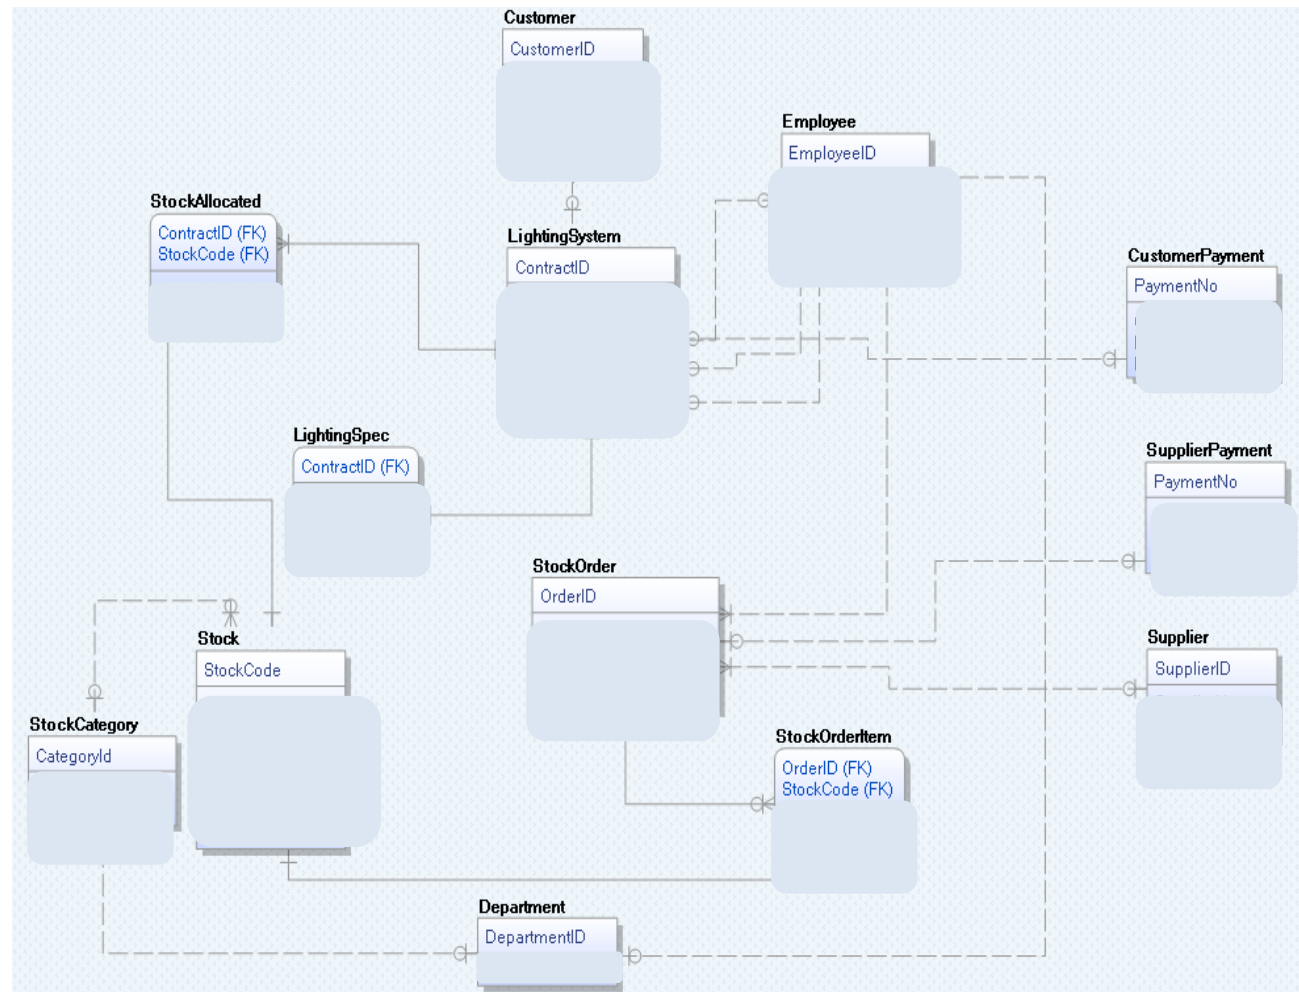 Customer
CustomerID
Employee
EmployeeID
StockAllocated
ContractID (FK)
StockCode (FK)
LightingSystem
ContractID
CustomerPayment
PaymentNo
LightingSpec
ContractID (FK)
SupplierPayment
PaymentNo
StockOrder
OrderID
Stock
StockCode
Supplier
SupplierID
StockCategory
CategoryId
StockOrderItem
OrderID (FK)
StockCode (FK)
Department
DepartmentID